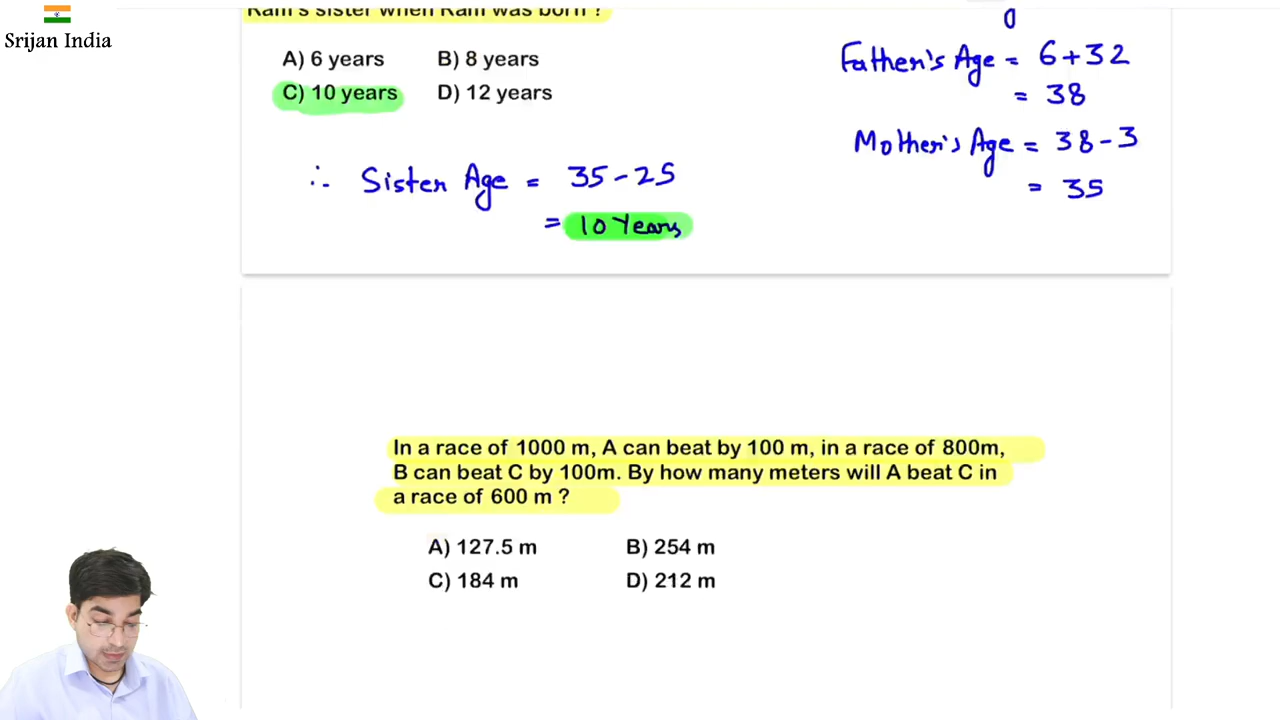 Srijan India
Ram's sister when Ram was born ?
A) 6 years B) 8 years
C) 10 years D) 12 years
∴ Sister Age = 35 - 25
= 10 Years
Father's Age = 6 + 32
= 38
Mother's Age = 38 - 3
= 35
In a race of 1000 m, A can beat by 100 m, in a race of 800m,
B can beat C by 100m. By how many meters will A beat C in
a race of 600 m ?
A) 127.5 m B) 254 m
C) 184 m D) 212 m